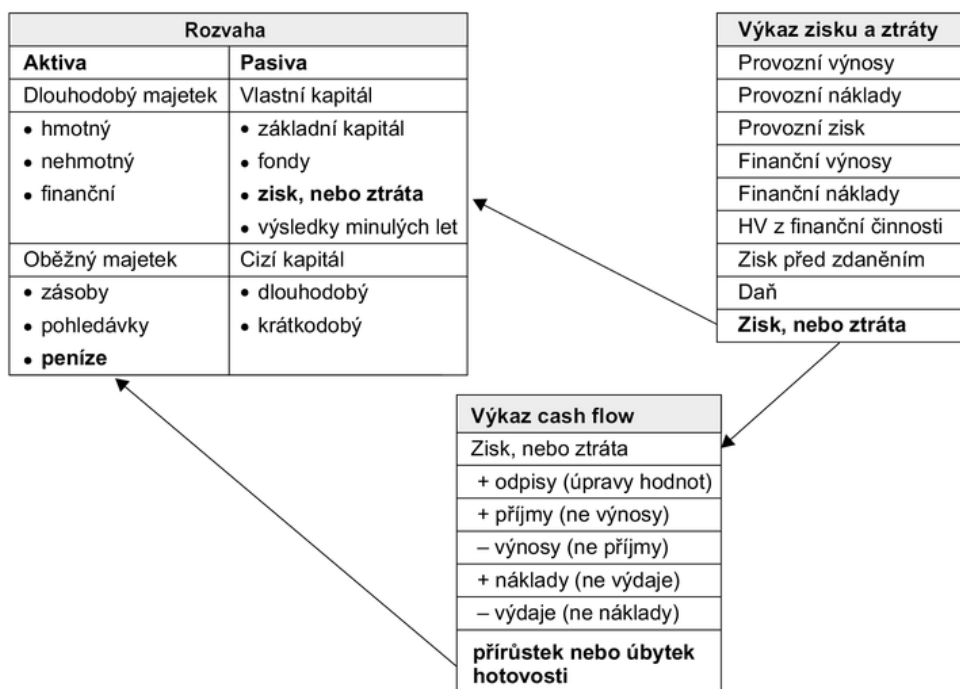 Rozvaha
Aktiva
Pasiva
Dlouhodobý majetek
Vlastní kapitál
• hmotný
• základní kapitál
• nehmotný
• fondy
• finanční
• zisk, nebo ztráta
• výsledky minulých let
Oběžný majetek
Cizí kapitál
• zásoby
• dlouhodobý
• pohledávky
• krátkodobý
• peníze
Výkaz zisku a ztráty
Provozní výnosy
Provozní náklady
Provozní zisk
Finanční výnosy
Finanční náklady
HV z finanční činnosti
Zisk před zdaněním
Daň
Zisk, nebo ztráta
Výkaz cash flow
Zisk, nebo ztráta
+ odpisy (úpravy hodnot)
+ příjmy (ne výnosy)
– výnosy (ne příjmy)
+ náklady (ne výdaje)
– výdaje (ne náklady)
přírůstek nebo úbytek
hotovosti